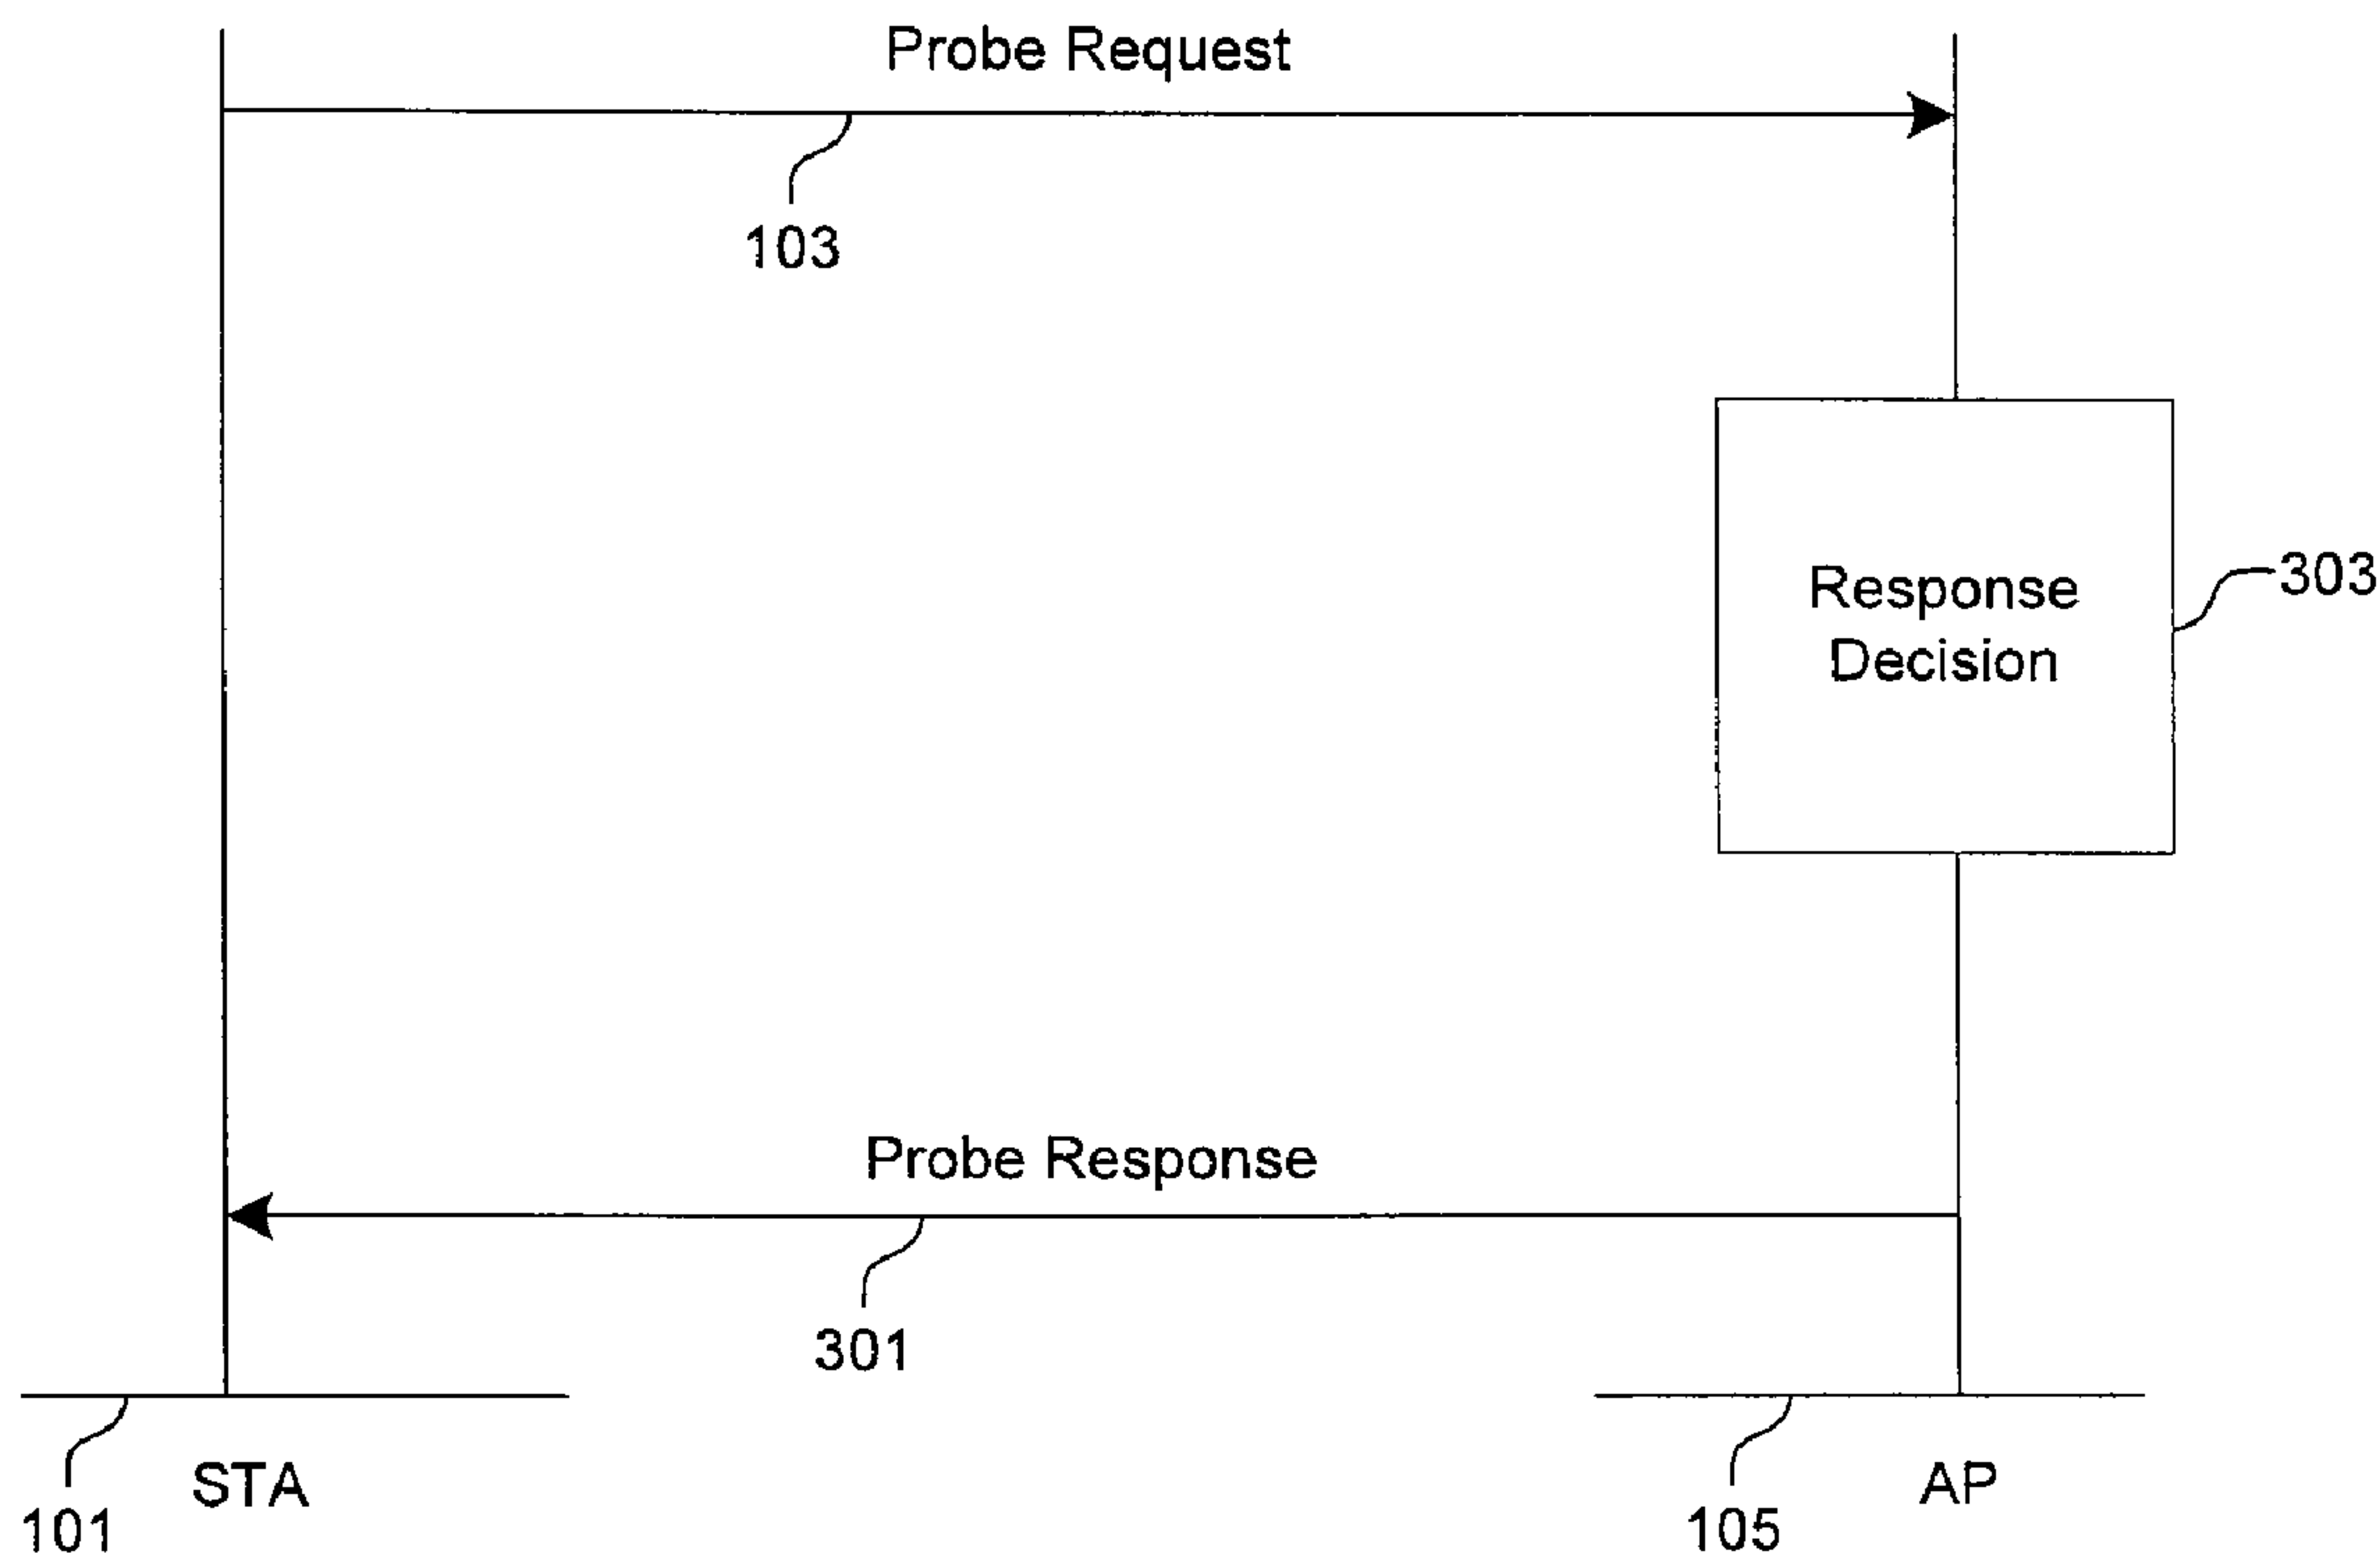 Probe Request
103
Response
Decision
303
Probe Response
301
STA
101
AP
105